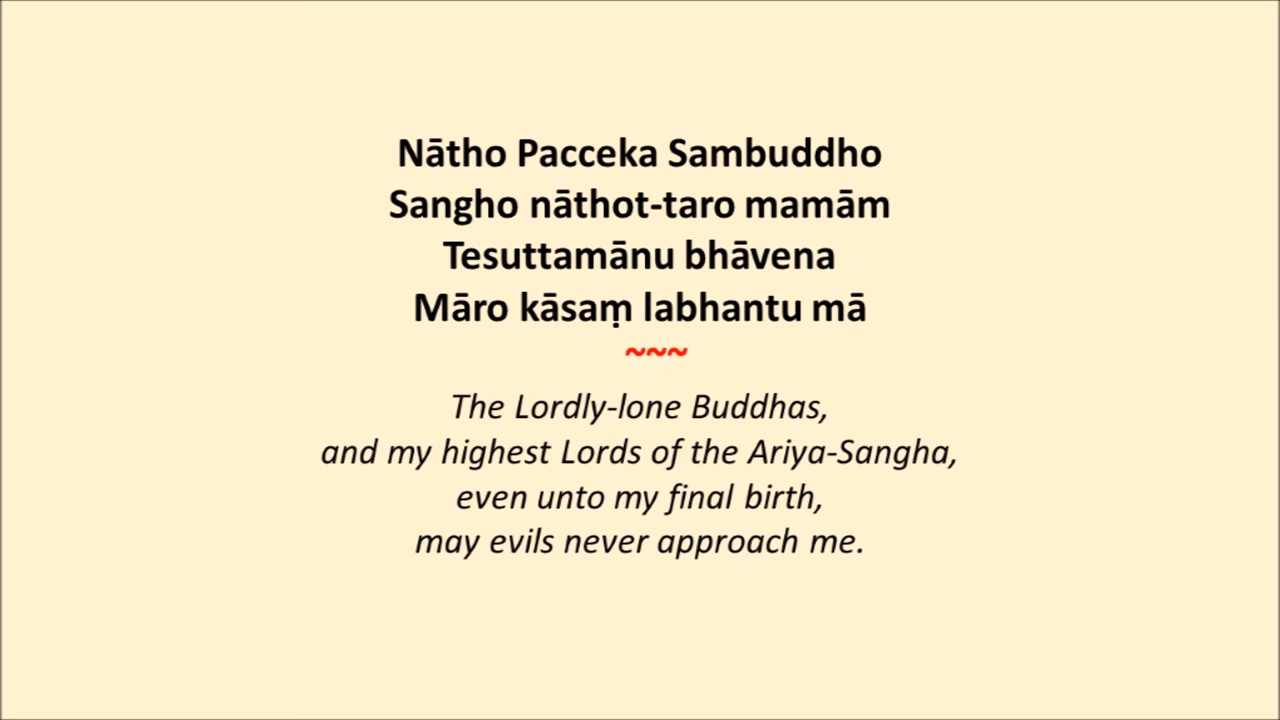 Nātho Pacceka Sambuddho
Sangho nāthot-taro mamām
Tesuttamānu bhāvena
Māro kāsaṃ labhantu mā
~~~
The Lordly-lone Buddhas,
and my highest Lords of the Ariya-Sangha,
even unto my final birth,
may evils never approach me.